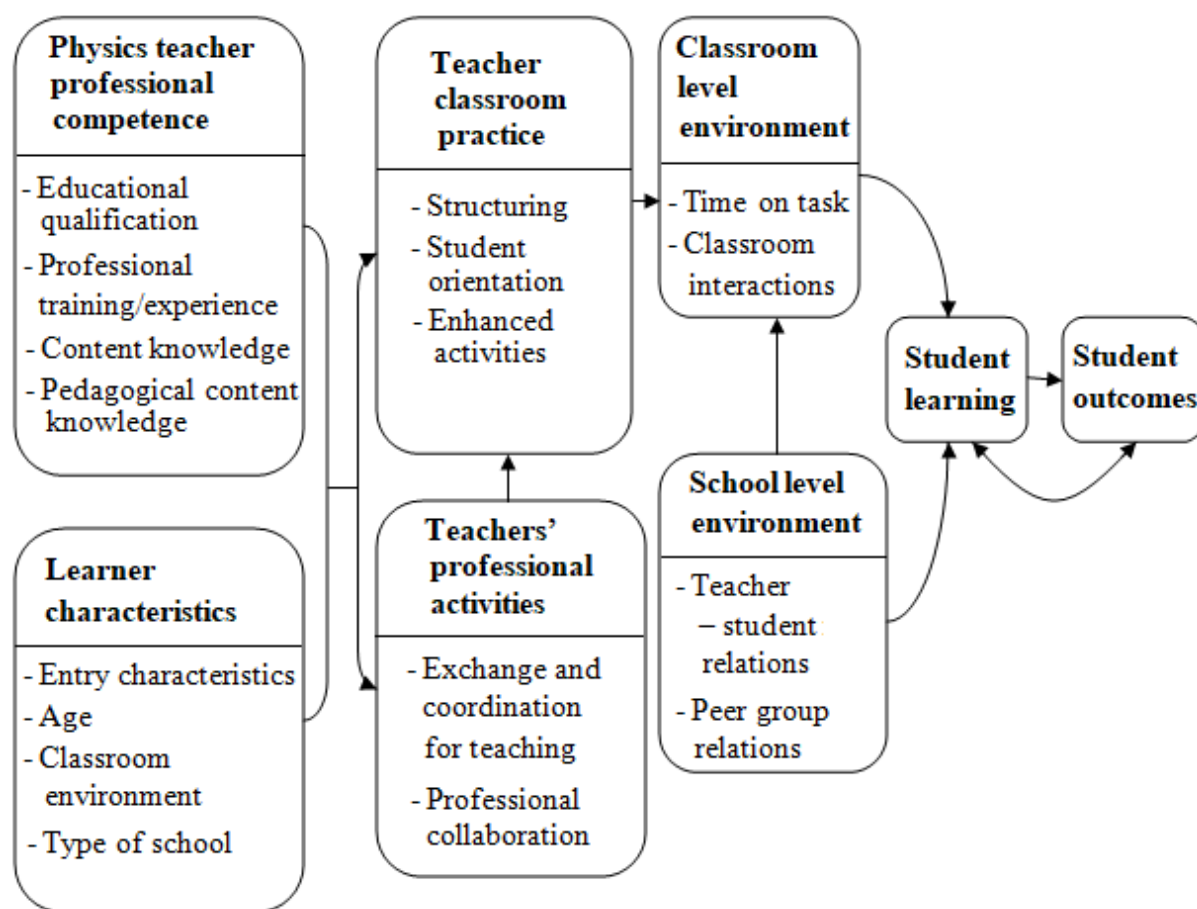 Physics teacher
professional
competence
- Educational
qualification
- Professional
training/experience
- Content knowledge
- Pedagogical content
knowledge
Learner
characteristics
- Entry characteristics
- Age
- Classroom
environment
- Type of school
Teacher
classroom
practice
- Structuring
- Student
orientation
- Enhanced
activities
Teachers’
professional
activities
- Exchange and
coordination
for teaching
- Professional
collaboration
Classroom
level
environment
- Time on task
- Classroom
interactions
School level
environment
- Teacher
– student
relations
- Peer group
relations
Student
learning
Student
outcomes